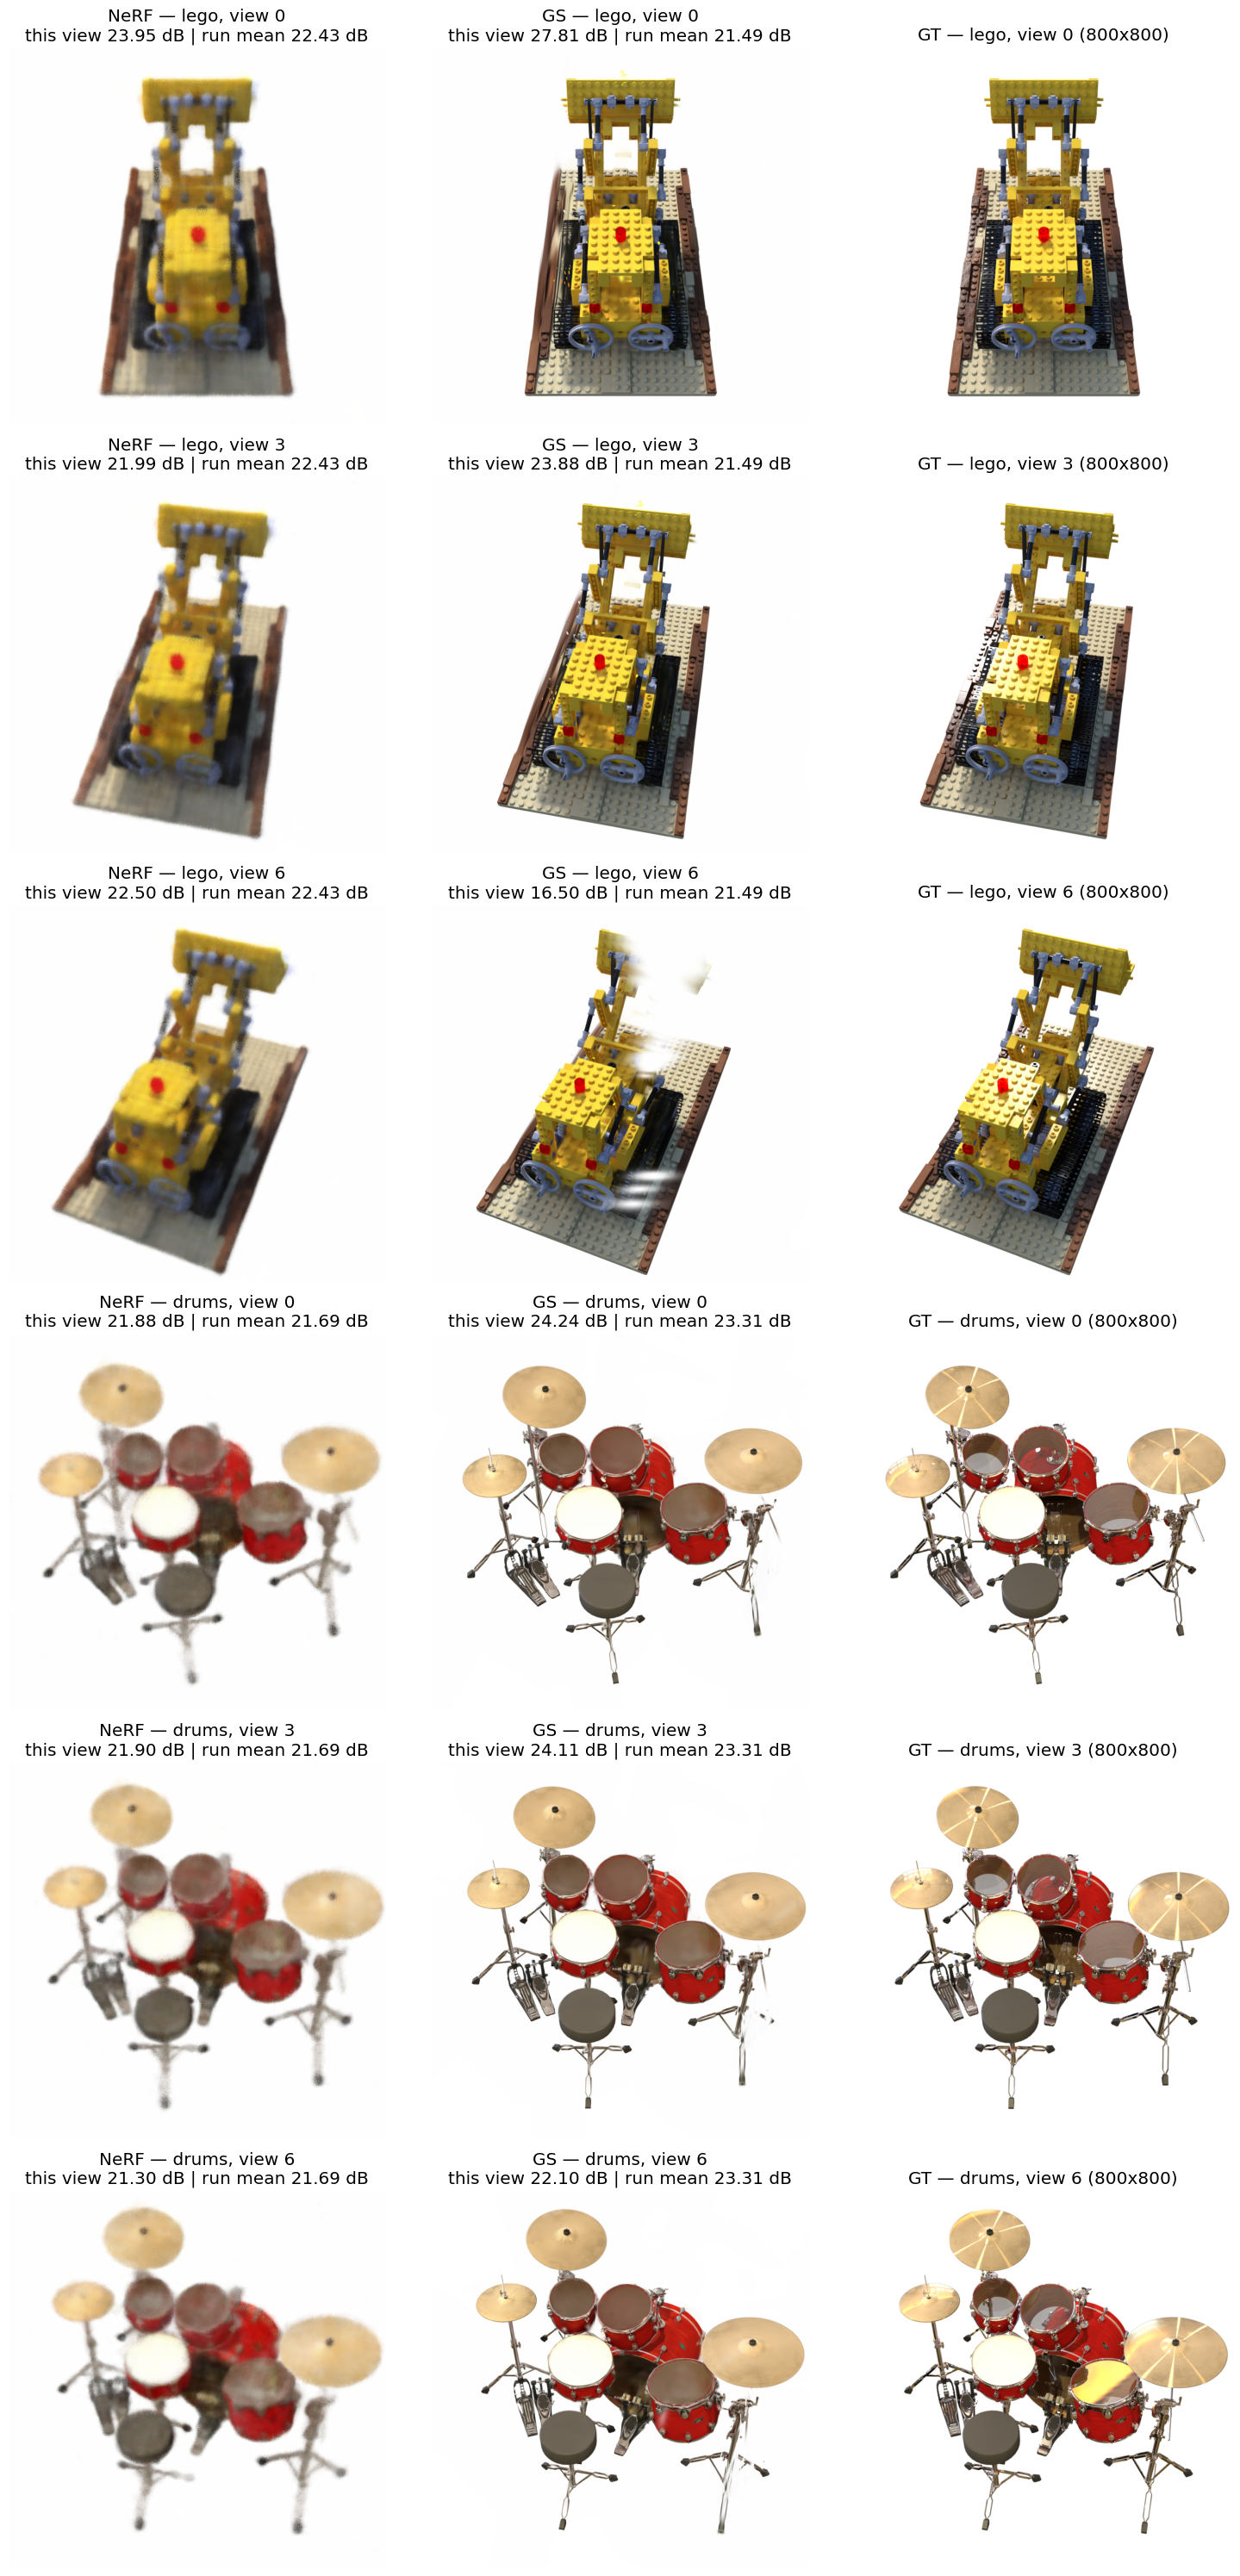 NeRF — lego, view 0
this view 23.95 dB | run mean 22.43 dB
GS — lego, view 0
this view 27.81 dB | run mean 21.49 dB
GT — lego, view 0 (800x800)
NeRF — lego, view 3
this view 21.99 dB | run mean 22.43 dB
GS — lego, view 3
this view 23.88 dB | run mean 21.49 dB
GT — lego, view 3 (800x800)
NeRF — lego, view 6
this view 22.50 dB | run mean 22.43 dB
GS — lego, view 6
this view 16.50 dB | run mean 21.49 dB
GT — lego, view 6 (800x800)
NeRF — drums, view 0
this view 21.88 dB | run mean 21.69 dB
GS — drums, view 0
this view 24.24 dB | run mean 23.31 dB
GT — drums, view 0 (800x800)
NeRF — drums, view 3
this view 21.90 dB | run mean 21.69 dB
GS — drums, view 3
this view 24.11 dB | run mean 23.31 dB
GT — drums, view 3 (800x800)
NeRF — drums, view 6
this view 21.30 dB | run mean 21.69 dB
GS — drums, view 6
this view 22.10 dB | run mean 23.31 dB
GT — drums, view 6 (800x800)